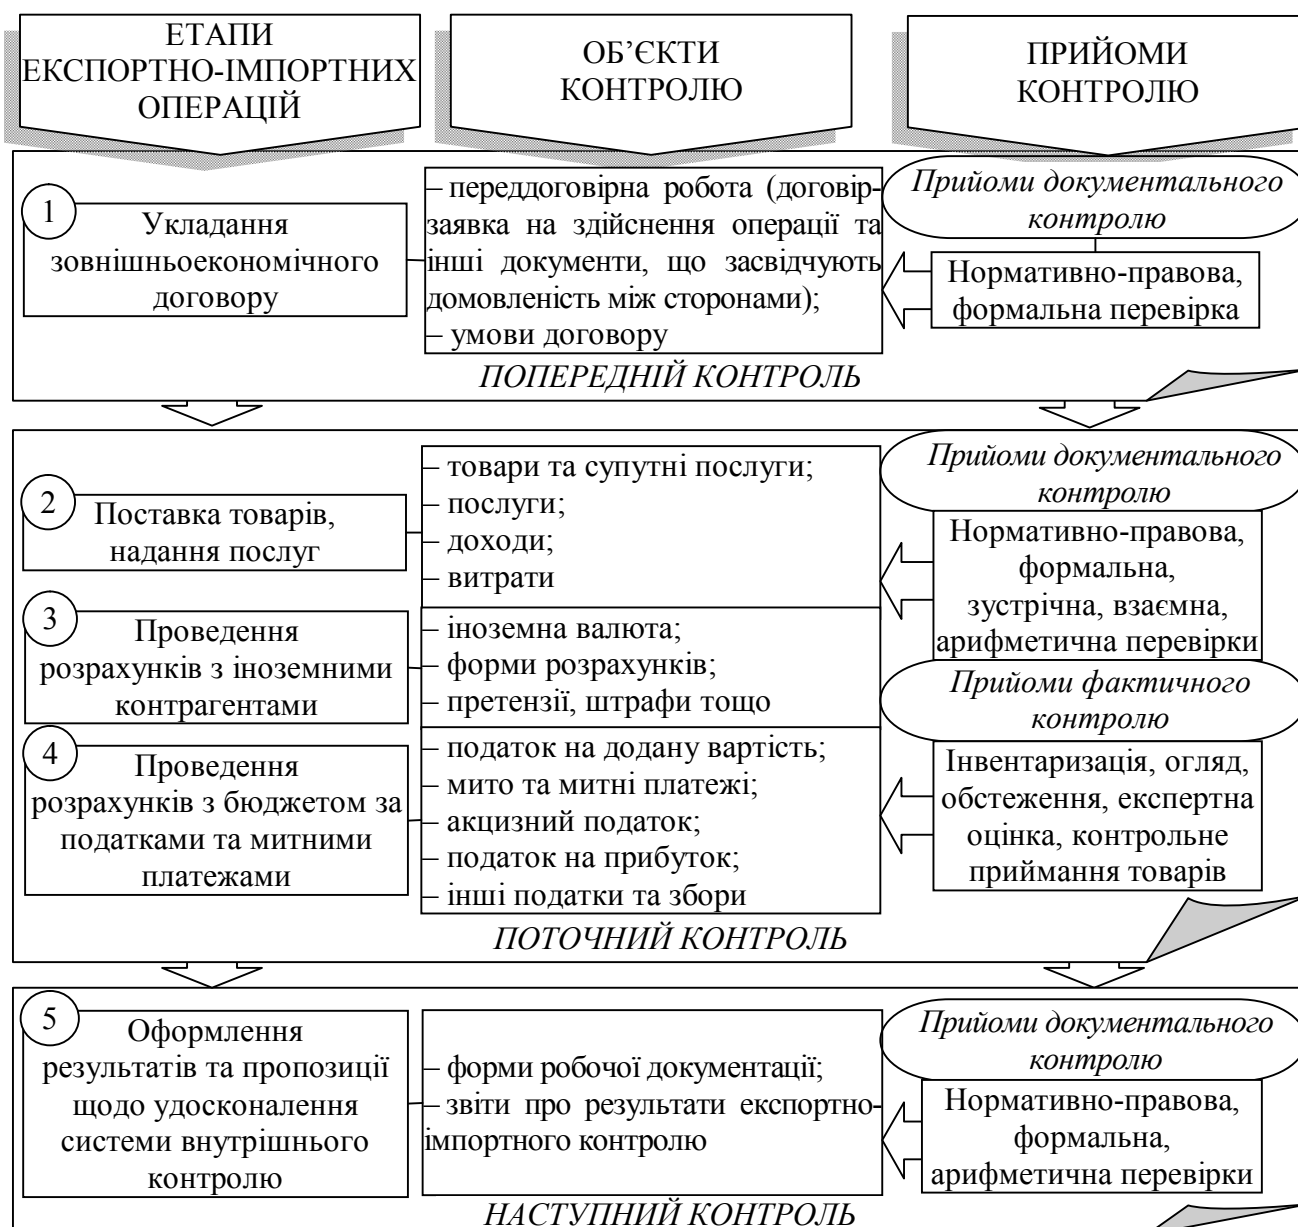 ЕТАПИ
ЕКСПОРТНО-ІМПОРТНИХ
ОПЕРАЦІЙ
ОБ’ЄКТИ
КОНТРОЛЮ
ПРИЙОМИ
КОНТРОЛЮ
1
Укладання
зовнішньоекономічного
договору
– переддоговірна робота (договір-
заявка на здійснення операції та
інші документи, що засвідчують
домовленість між сторонами);
– умови договору
Прийоми документального
контролю
Нормативно-правова,
формальна перевірка
ПОПЕРЕДНІЙ КОНТРОЛЬ
2
Поставка товарів,
надання послуг
– товари та супутні послуги;
– послуги;
– доходи;
– витрати
Прийоми документального
контролю
Нормативно-правова,
формальна,
зустрічна, взаємна,
арифметична перевірки
3
Проведення
розрахунків з іноземними
контрагентами
– іноземна валюта;
– форми розрахунків;
– претензії, штрафи тощо
Прийоми фактичного
контролю
4
Проведення
розрахунків з бюджетом за
податками та митними
платежами
– податок на додану вартість;
– мито та митні платежі;
– акцизний податок;
– податок на прибуток;
– інші податки та збори
Інвентаризація, огляд,
обстеження, експертна
оцінка, контрольне
приймання товарів
ПОТОЧНИЙ КОНТРОЛЬ
5
Оформлення
результатів та пропозиції
щодо удосконалення
системи внутрішнього
контролю
– форми робочої документації;
– звіти про результати експортно-
імпортного контролю
Прийоми документального
контролю
Нормативно-правова,
формальна,
арифметична перевірки
НАСТУПНИЙ КОНТРОЛЬ